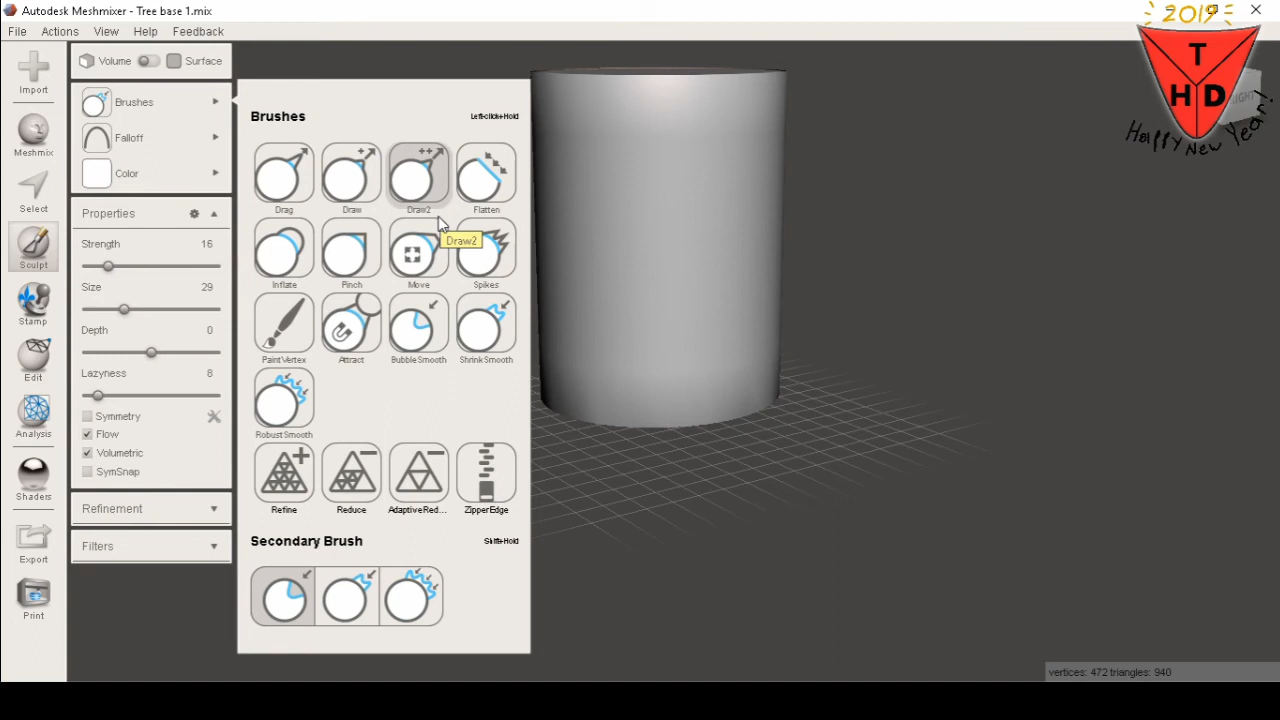 Autodesk Meshmixer - Tree base 1.mix
File Actions View Help Feedback
2019
T
H D
Happy New Year!
RIGHT
Import
Meshmix
Select
Sculpt
Stamp
Edit
Analysis
Shaders
Export
Print
Volume Surface
Brushes
Falloff
Color
Properties
Strength 16
Size 29
Depth 0
Lazyness 8
Symmetry
Flow
Volumetric
SymSnap
Refinement
Filters
Brushes Left-click+Hold
Drag Draw Draw2 Flatten
Draw2
Inflate Pinch Move Spikes
PaintVertex Attract BubbleSmooth ShrinkSmooth
RobustSmooth
Refine Reduce AdaptiveRed... ZipperEdge
Secondary Brush Shift+Hold
vertices: 472 triangles: 940